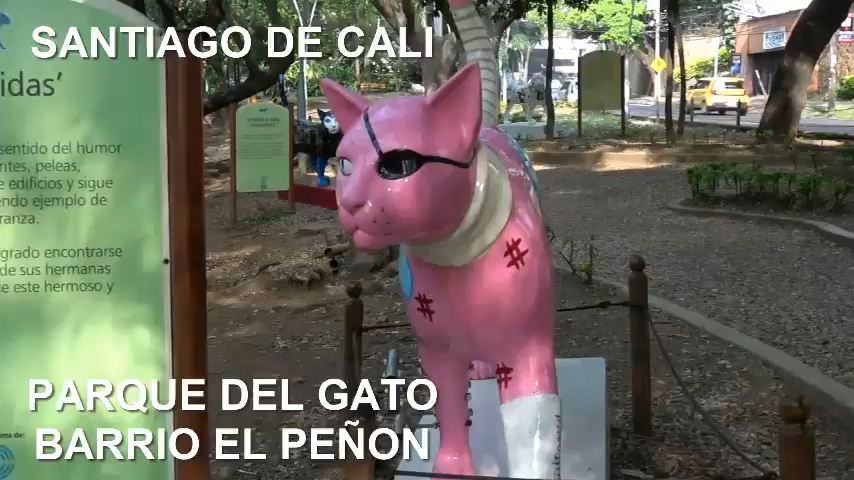 SANTIAGO DE CALI
idas'
sentido del humor
ntes, peleas,
e edificios y sigue
endo ejemplo de
ranza.
grado encontrarse
de sus hermanas
e este hermoso y
PARQUE DEL GATO
BARRIO EL PEÑON